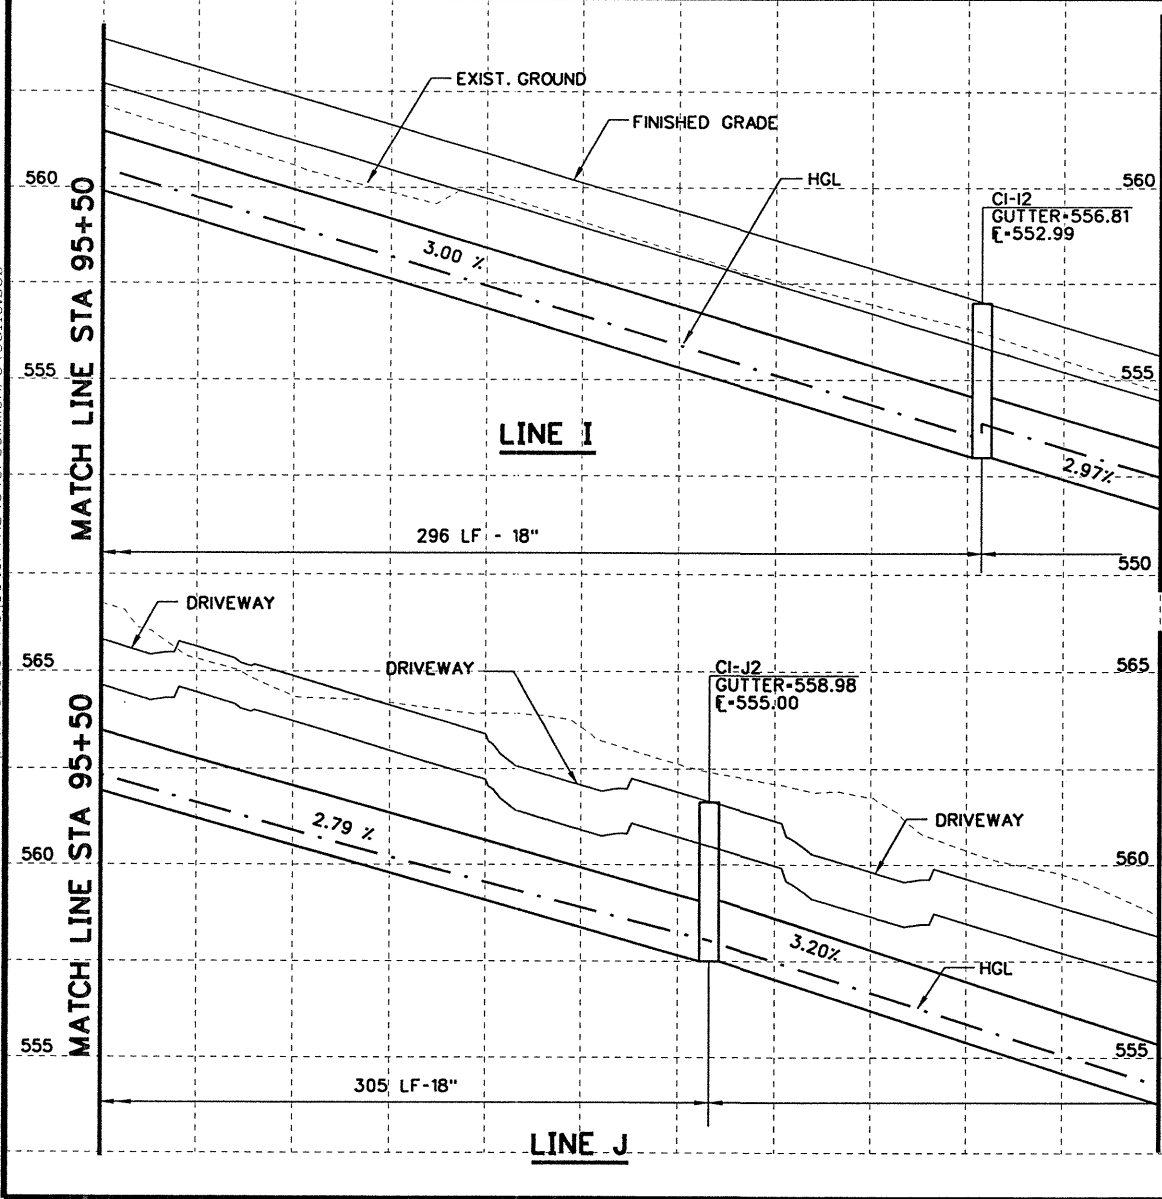 EXIST. GROUND
FINISHED GRADE
HGL
560
560
CI-I2
GUTTER=556.81
FL=552.99
3.00 %
MATCH LINE STA 95+50
555
555
LINE I
2.97%
296 LF - 18"
550
DRIVEWAY
565
DRIVEWAY
CI-J2
GUTTER=558.98
FL=555.00
565
MATCH LINE STA 95+50
2.79 %
DRIVEWAY
560
560
3.20%
HGL
555
555
305 LF-18"
LINE J